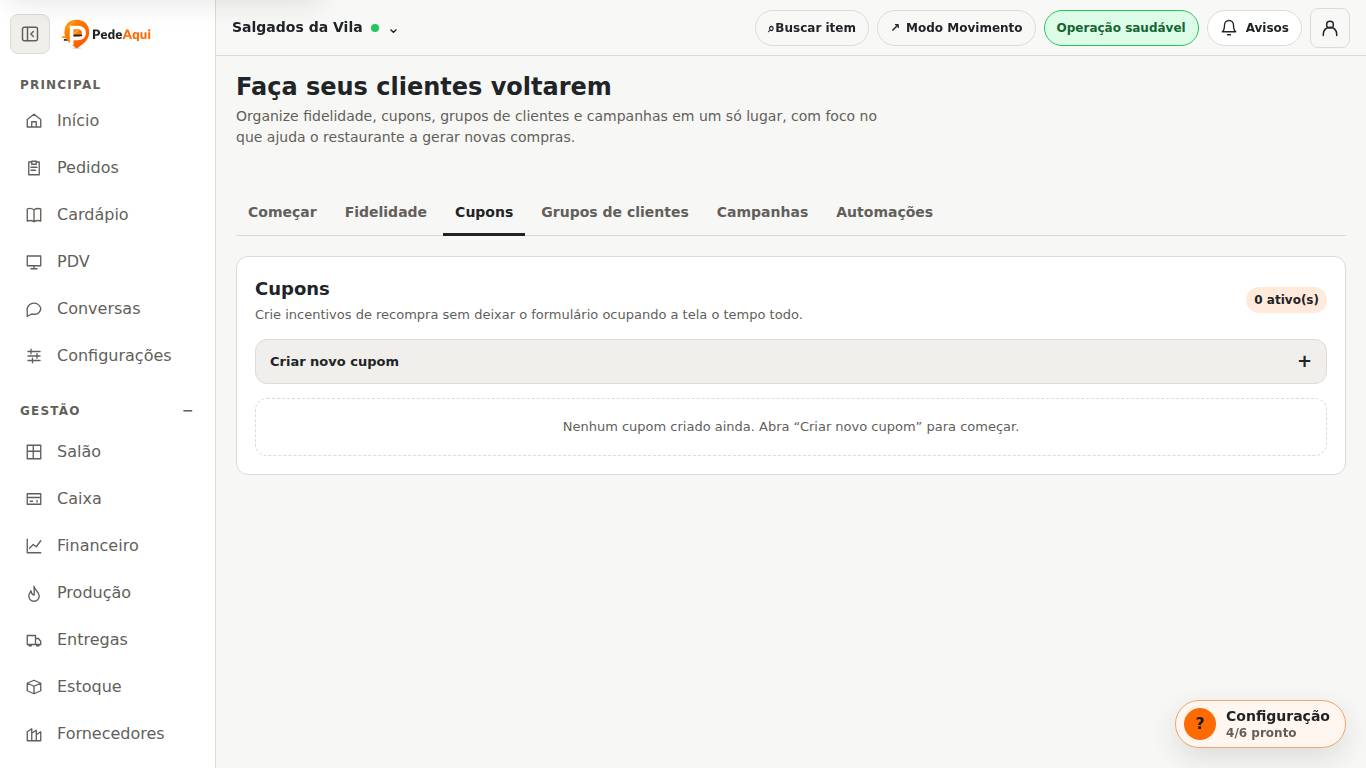 PedeAqui
PRINCIPAL
Início
Pedidos
Cardápio
PDV
Conversas
Configurações
GESTÃO
Salão
Caixa
Financeiro
Produção
Entregas
Estoque
Fornecedores
Salgados da Vila
Buscar item
Modo Movimento
Operação saudável
Avisos
Faça seus clientes voltarem
Organize fidelidade, cupons, grupos de clientes e campanhas em um só lugar, com foco no
que ajuda o restaurante a gerar novas compras.
Começar
Fidelidade
Cupons
Grupos de clientes
Campanhas
Automações
Cupons
Crie incentivos de recompra sem deixar o formulário ocupando a tela o tempo todo.
0 ativo(s)
Criar novo cupom
+
Nenhum cupom criado ainda. Abra “Criar novo cupom” para começar.
?
Configuração
4/6 pronto